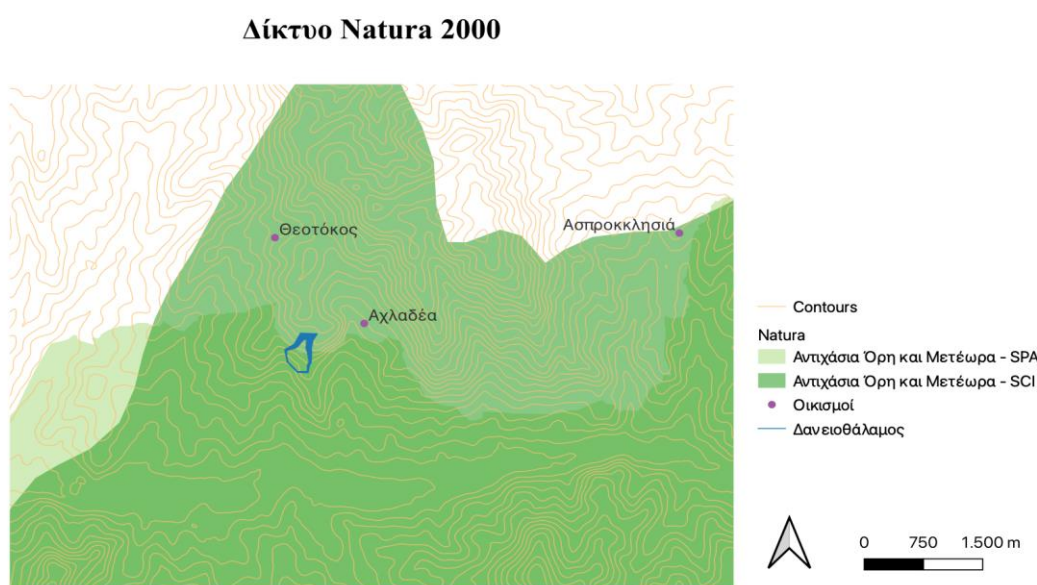 Δίκτυο Natura 2000
Θεοτόκος
Ασπροκκλησιά
Αχλαδέα
Contours
Natura
Αντιχάσια Όρη και Μετέωρα - SPA
Αντιχάσια Όρη και Μετέωρα - SCI
Οικισμοί
Δανειοθάλαμος
0 750 1.500 m